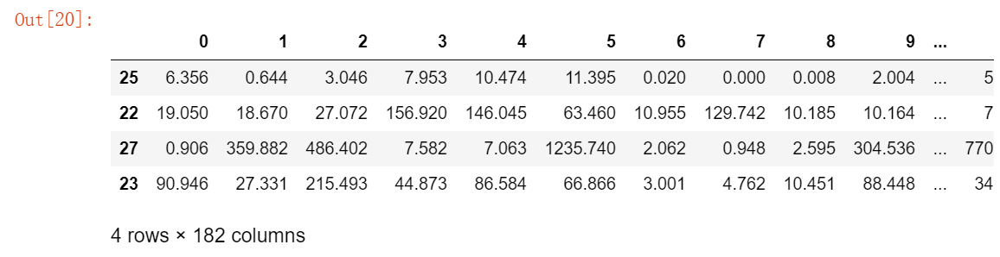 Out[20]:
0 1 2 3 4 5 6 7 8 9 ...
25 6.356 0.644 3.046 7.953 10.474 11.395 0.020 0.000 0.008 2.004 ... 5
22 19.050 18.670 27.072 156.920 146.045 63.460 10.955 129.742 10.185 10.164 ... 7
27 0.906 359.882 486.402 7.582 7.063 1235.740 2.062 0.948 2.595 304.536 ... 770
23 90.946 27.331 215.493 44.873 86.584 66.866 3.001 4.762 10.451 88.448 ... 34
4 rows × 182 columns